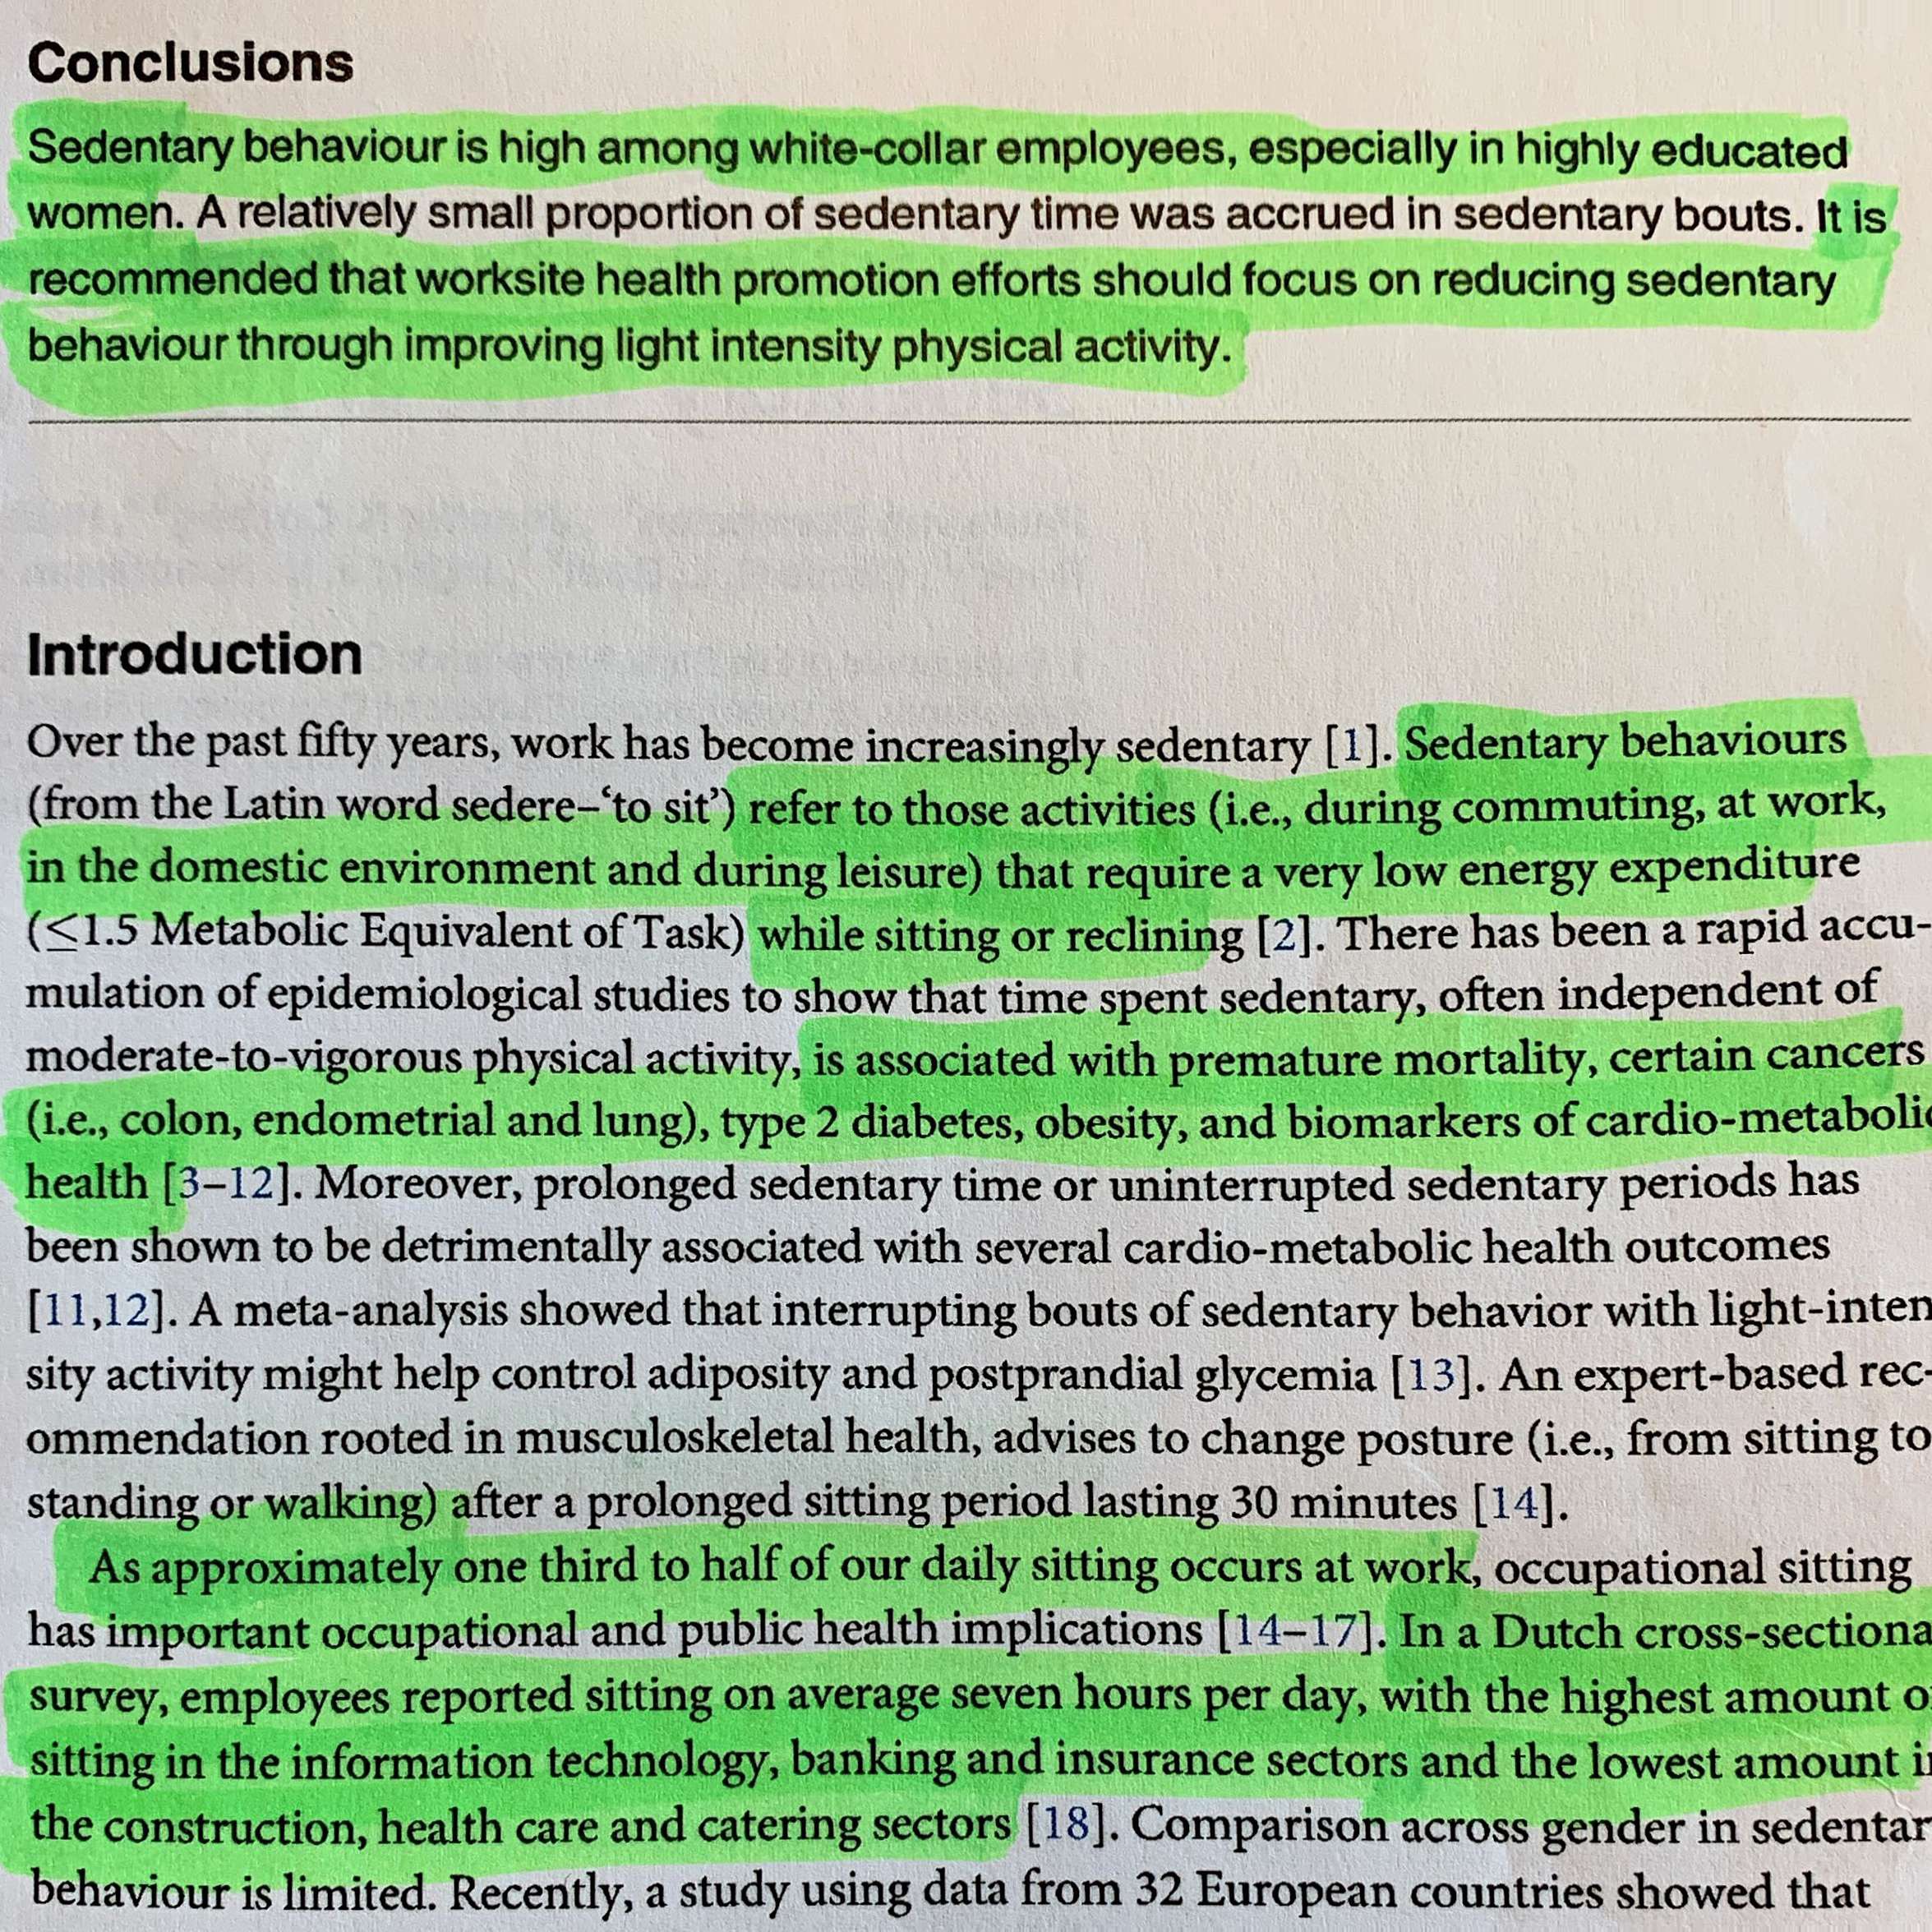 Conclusions
Sedentary behaviour is high among white-collar employees, especially in highly educated
women. A relatively small proportion of sedentary time was accrued in sedentary bouts. It is
recommended that worksite health promotion efforts should focus on reducing sedentary
behaviour through improving light intensity physical activity.
Introduction
Over the past fifty years, work has become increasingly sedentary [1]. Sedentary behaviours
(from the Latin word sedere–‘to sit’) refer to those activities (i.e., during commuting, at work,
in the domestic environment and during leisure) that require a very low energy expenditure
(≤1.5 Metabolic Equivalent of Task) while sitting or reclining [2]. There has been a rapid accu-
mulation of epidemiological studies to show that time spent sedentary, often independent of
moderate-to-vigorous physical activity, is associated with premature mortality, certain cancers
(i.e., colon, endometrial and lung), type 2 diabetes, obesity, and biomarkers of cardio-metabolic
health [3–12]. Moreover, prolonged sedentary time or uninterrupted sedentary periods has
been shown to be detrimentally associated with several cardio-metabolic health outcomes
[11,12]. A meta-analysis showed that interrupting bouts of sedentary behavior with light-inten
sity activity might help control adiposity and postprandial glycemia [13]. An expert-based rec-
ommendation rooted in musculoskeletal health, advises to change posture (i.e., from sitting to
standing or walking) after a prolonged sitting period lasting 30 minutes [14].
As approximately one third to half of our daily sitting occurs at work, occupational sitting
has important occupational and public health implications [14–17]. In a Dutch cross-sectiona
survey, employees reported sitting on average seven hours per day, with the highest amount o
sitting in the information technology, banking and insurance sectors and the lowest amount i
the construction, health care and catering sectors [18]. Comparison across gender in sedentar
behaviour is limited. Recently, a study using data from 32 European countries showed that